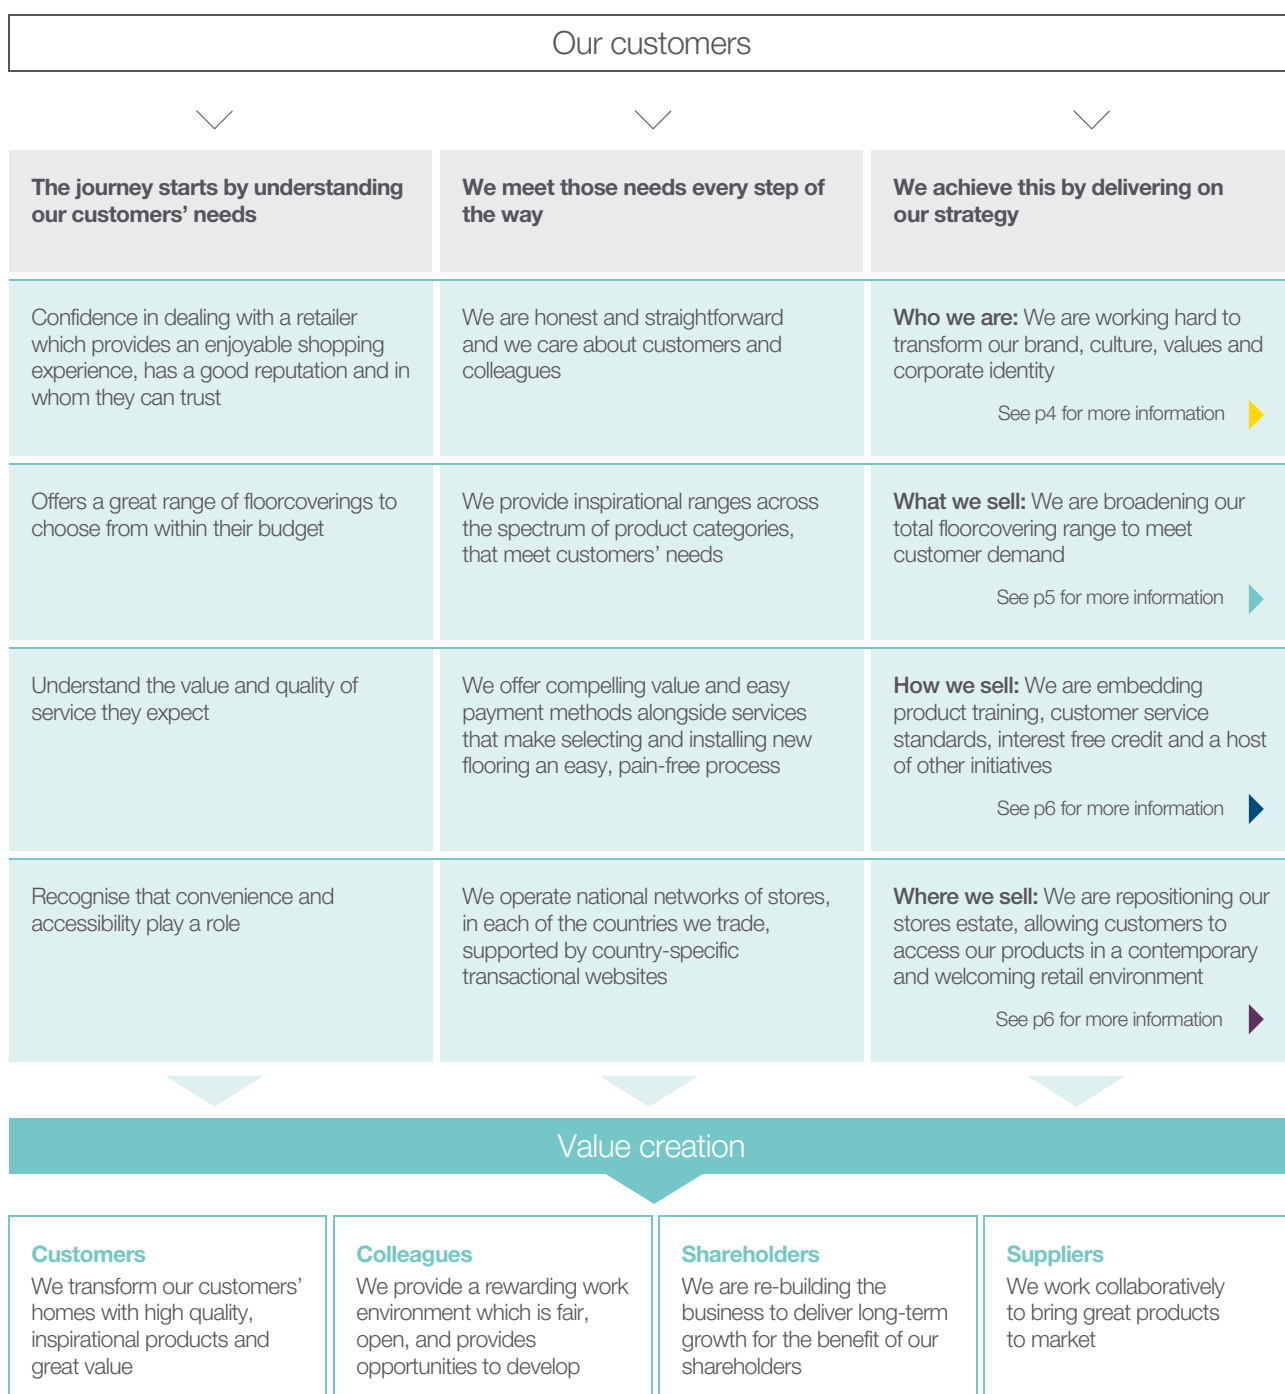 Our customers
The journey starts by understanding
our customers’ needs
We meet those needs every step of
the way
We achieve this by delivering on
our strategy
Confidence in dealing with a retailer
which provides an enjoyable shopping
experience, has a good reputation and in
whom they can trust
We are honest and straightforward
and we care about customers and
colleagues
Who we are: We are working hard to
transform our brand, culture, values and
corporate identity
See p4 for more information
Offers a great range of floorcoverings to
choose from within their budget
We provide inspirational ranges across
the spectrum of product categories,
that meet customers’ needs
What we sell: We are broadening our
total floorcovering range to meet
customer demand
See p5 for more information
Understand the value and quality of
service they expect
We offer compelling value and easy
payment methods alongside services
that make selecting and installing new
flooring an easy, pain-free process
How we sell: We are embedding
product training, customer service
standards, interest free credit and a host
of other initiatives
See p6 for more information
Recognise that convenience and
accessibility play a role
We operate national networks of stores,
in each of the countries we trade,
supported by country-specific
transactional websites
Where we sell: We are repositioning our
stores estate, allowing customers to
access our products in a contemporary
and welcoming retail environment
See p6 for more information
Value creation
Customers
We transform our customers’
homes with high quality,
inspirational products and
great value
Colleagues
We provide a rewarding work
environment which is fair,
open, and provides
opportunities to develop
Shareholders
We are re-building the
business to deliver long-term
growth for the benefit of our
shareholders
Suppliers
We work collaboratively
to bring great products
to market